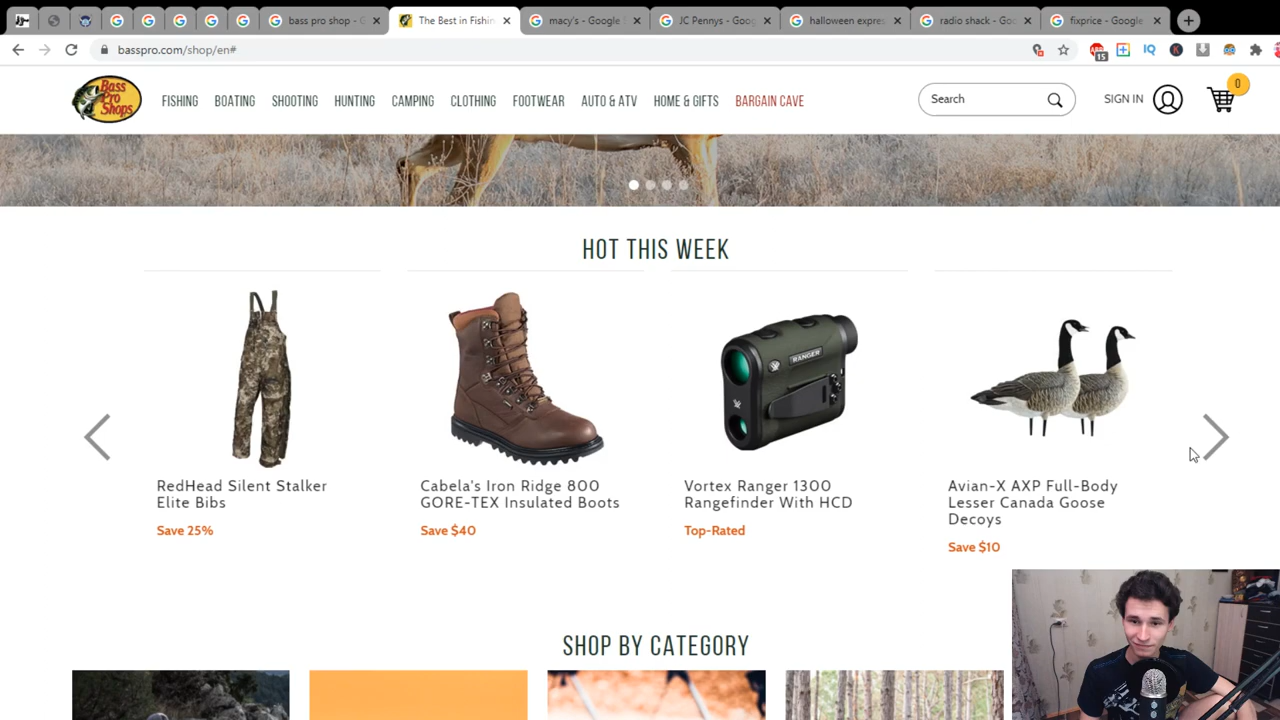 bass pro shop - G
The Best in Fishin
macy's - Google S
JC Pennys - Goog
halloween expres
radio shack - Goo
fixprice - Google
basspro.com/shop/en#
15
IQ
K
Bass Pro Shops
FISHING
BOATING
SHOOTING
HUNTING
CAMPING
CLOTHING
FOOTWEAR
AUTO & ATV
HOME & GIFTS
BARGAIN CAVE
Search
SIGN IN
0
HOT THIS WEEK
RANGER
RedHead Silent Stalker
Elite Bibs
Save 25%
Cabela's Iron Ridge 800
GORE-TEX Insulated Boots
Save $40
Vortex Ranger 1300
Rangefinder With HCD
Top-Rated
Avian-X AXP Full-Body
Lesser Canada Goose
Decoys
Save $10
SHOP BY CATEGORY